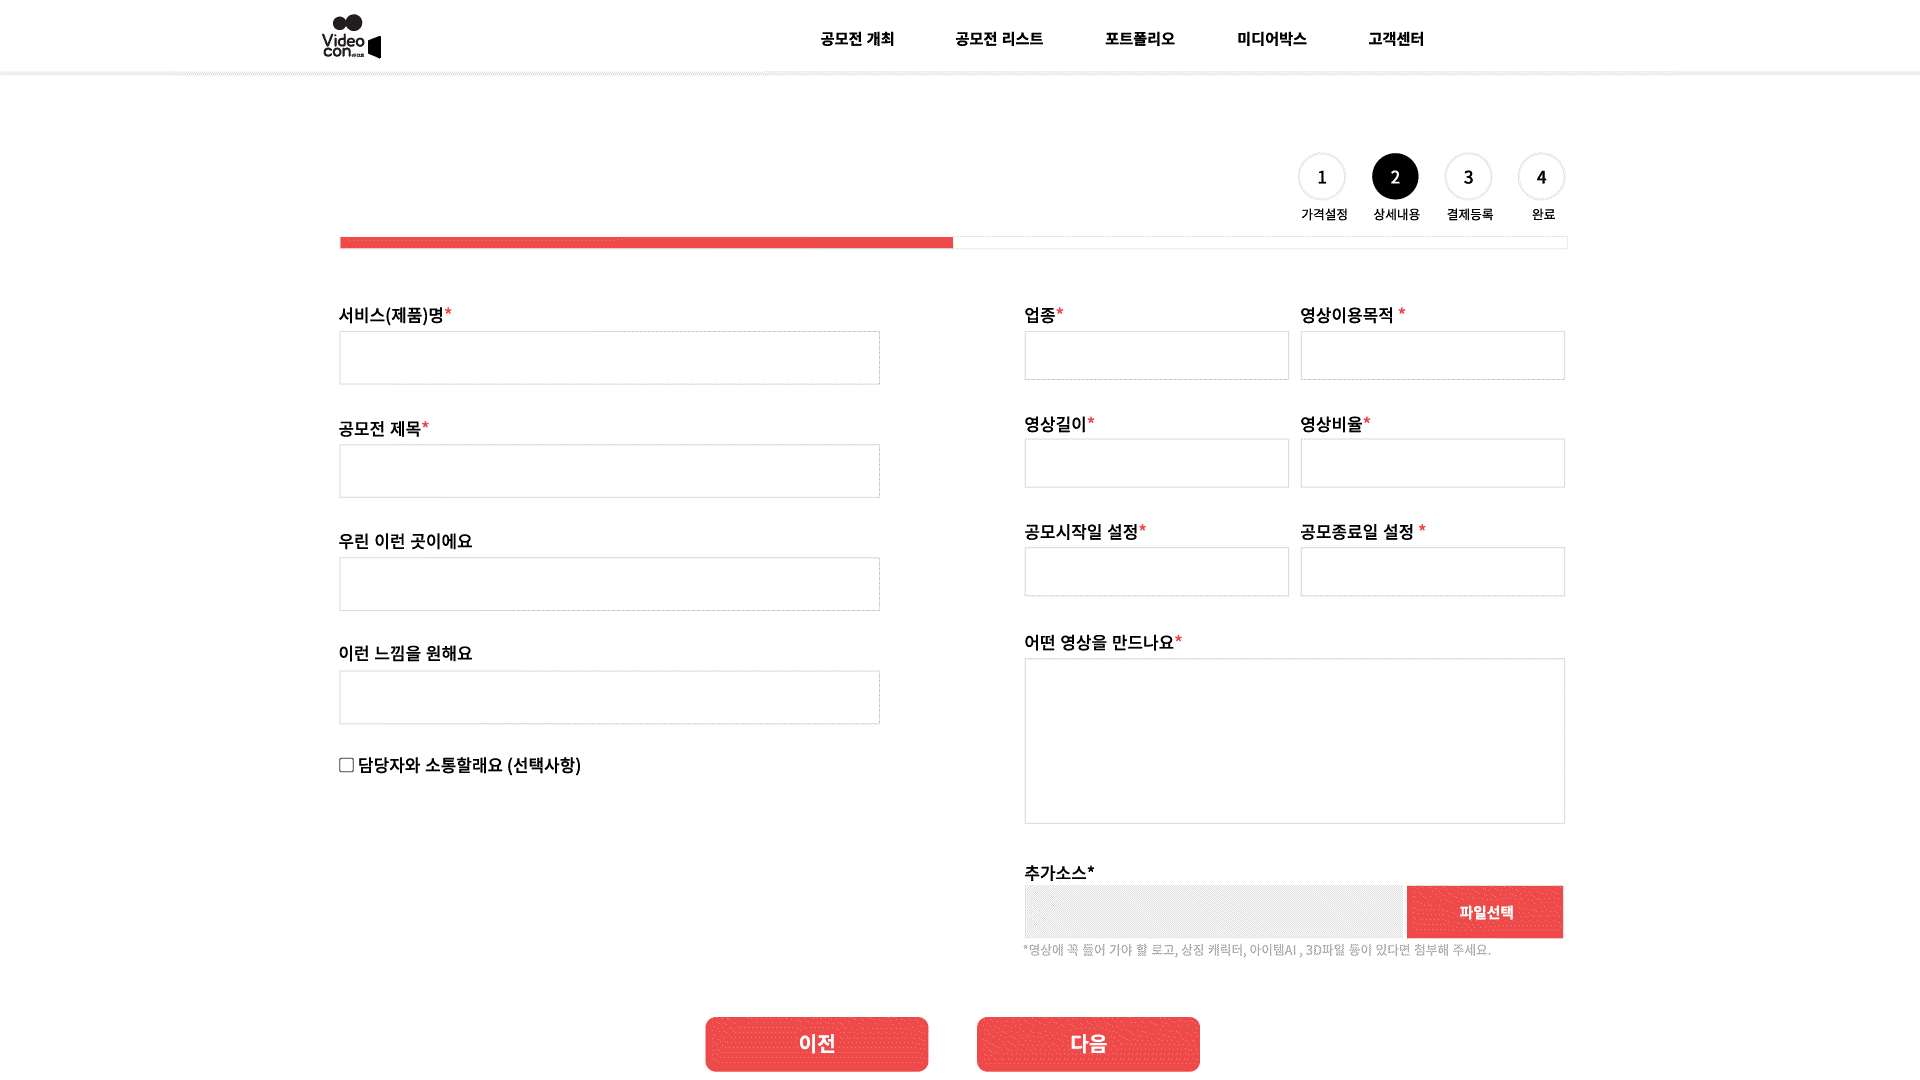 Video
con
공모전 개최
공모전 리스트
포트폴리오
미디어박스
고객센터
1
2
3
4
가격설정
상세내용
결제등록
완료
서비스(제품)명*
공모전 제목*
우린 이런 곳이에요
이런 느낌을 원해요
담당자와 소통할래요 (선택사항)
업종*
영상이용목적 *
영상길이*
영상비율*
공모시작일 설정*
공모종료일 설정 *
어떤 영상을 만드나요*
추가소스*
파일선택
*영상에 꼭 들어 가야 할 로고, 상징 캐릭터, 아이템AI , 3D파일 등이 있다면 첨부해 주세요.
이전
다음